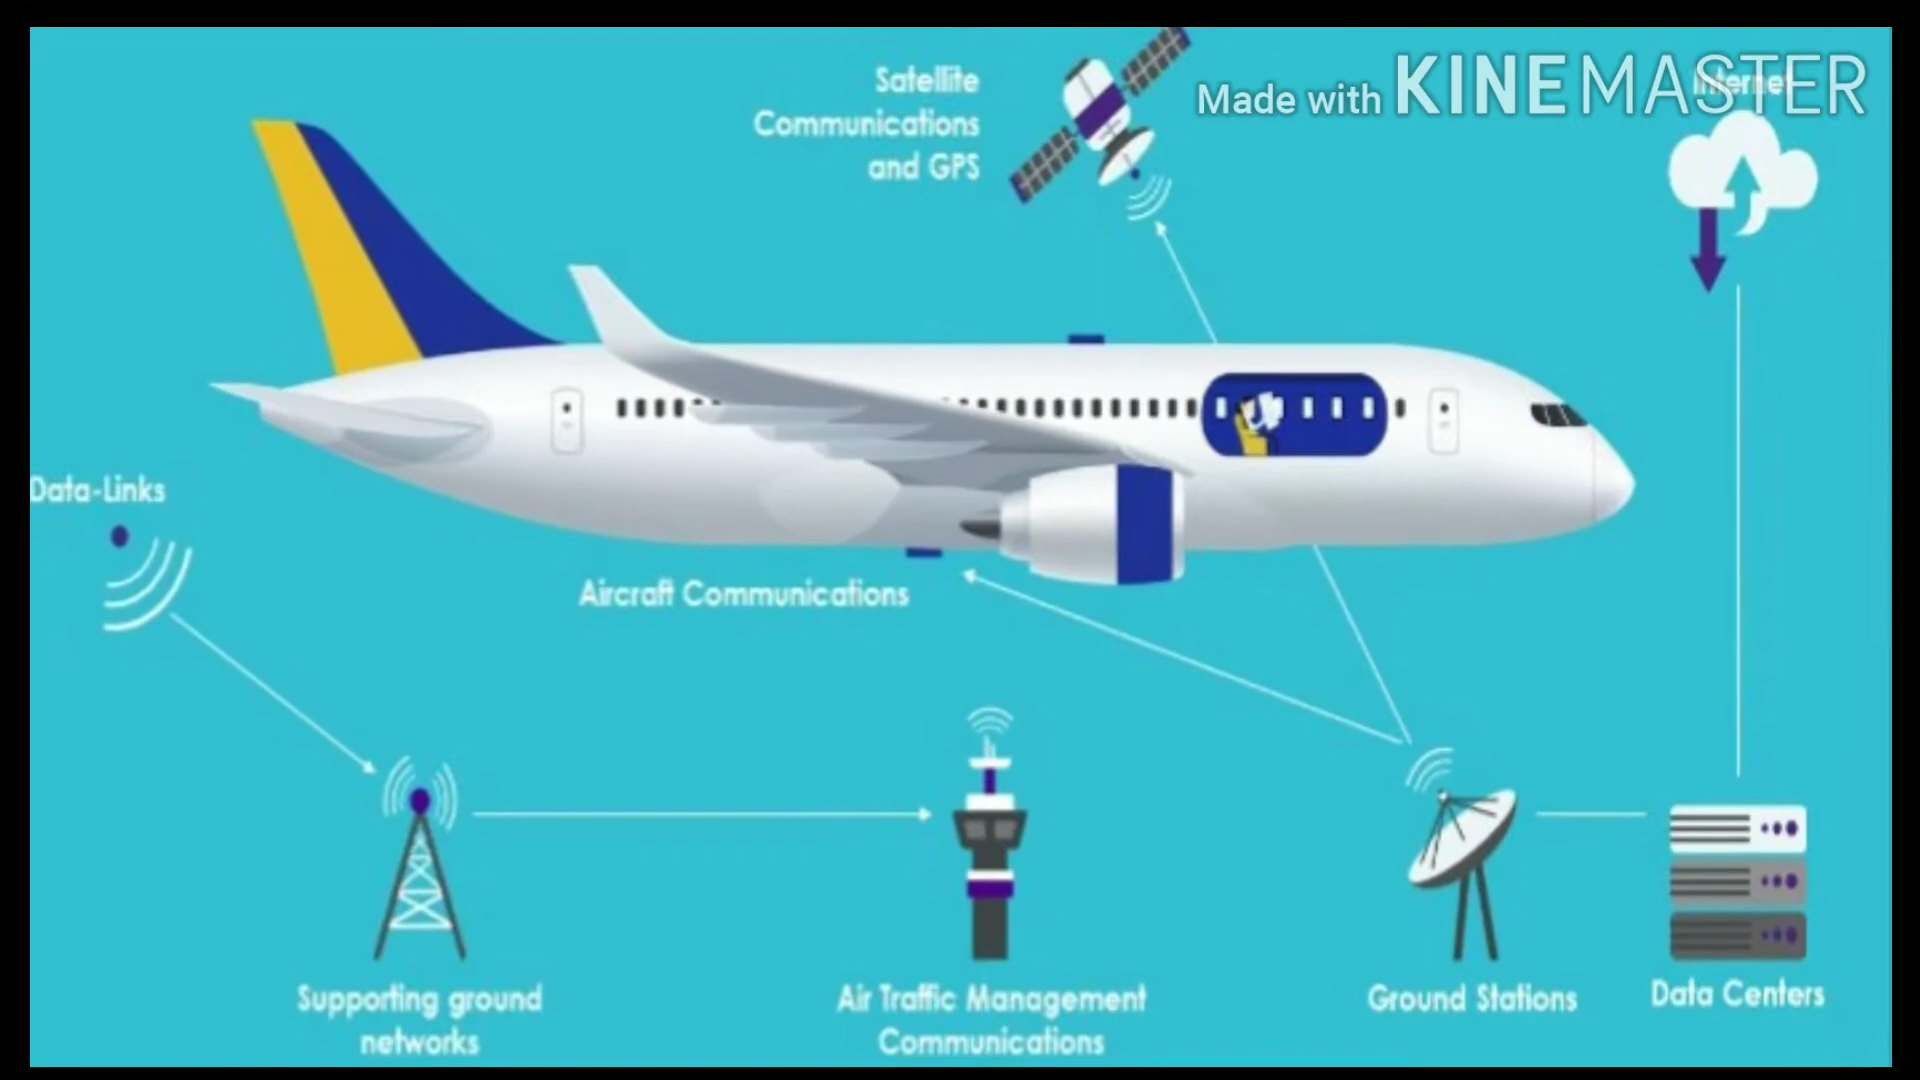 Satellite
Communications
and GPS
Made with KINEMASTER
Internet
Data-Links
Aircraft Communications
Supporting ground
networks
Air Traffic Management
Communications
Ground Stations
Data Centers